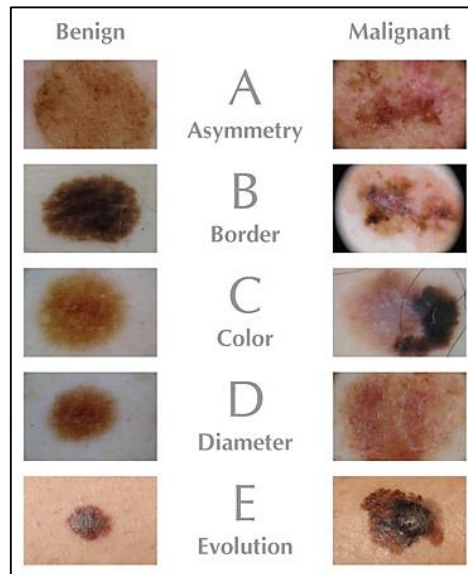 Benign
Malignant
A
Asymmetry
B
Border
C
Color
D
Diameter
E
Evolution